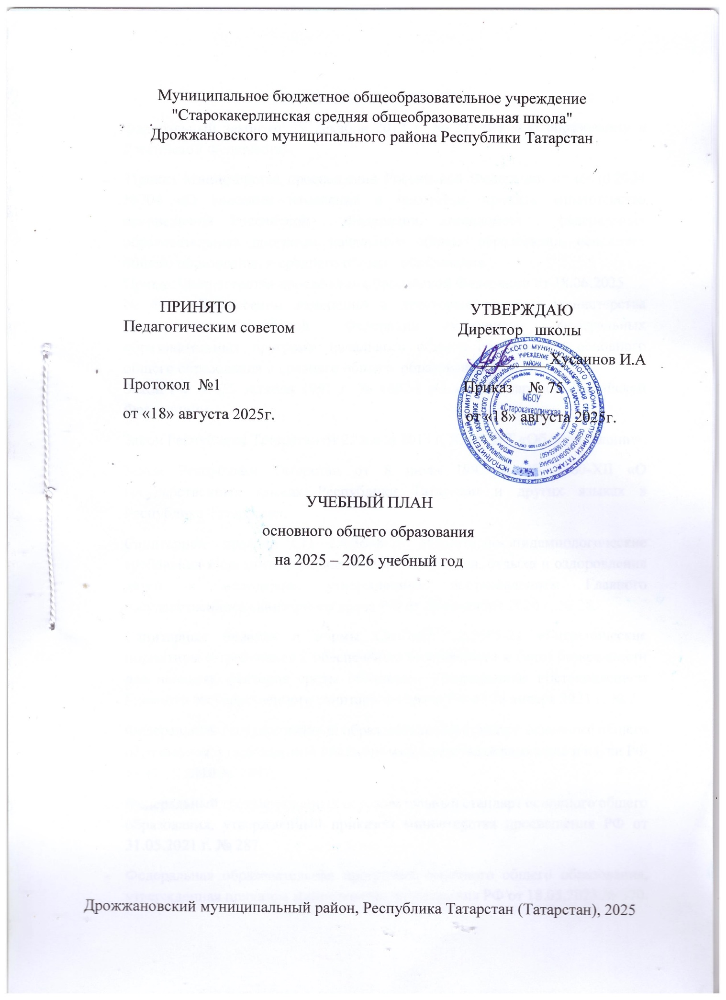 Муниципальное бюджетное общеобразовательное учреждение
"Старокакерлинская средняя общеобразовательная школа"
Дрожжановского муниципального района Республики Татарстан
ПРИНЯТО
Педагогическим советом
Протокол №1
от «18» августа 2025г.
УТВЕРЖДАЮ
Директор школы
Хусаинов И.А
Приказ № 75
от «18» августа 2025г.
МБОУ
«Старокакерлинская
СОШ»
УЧЕБНЫЙ ПЛАН
основного общего образования
на 2025 – 2026 учебный год
Дрожжановский муниципальный район, Республика Татарстан (Татарстан), 2025